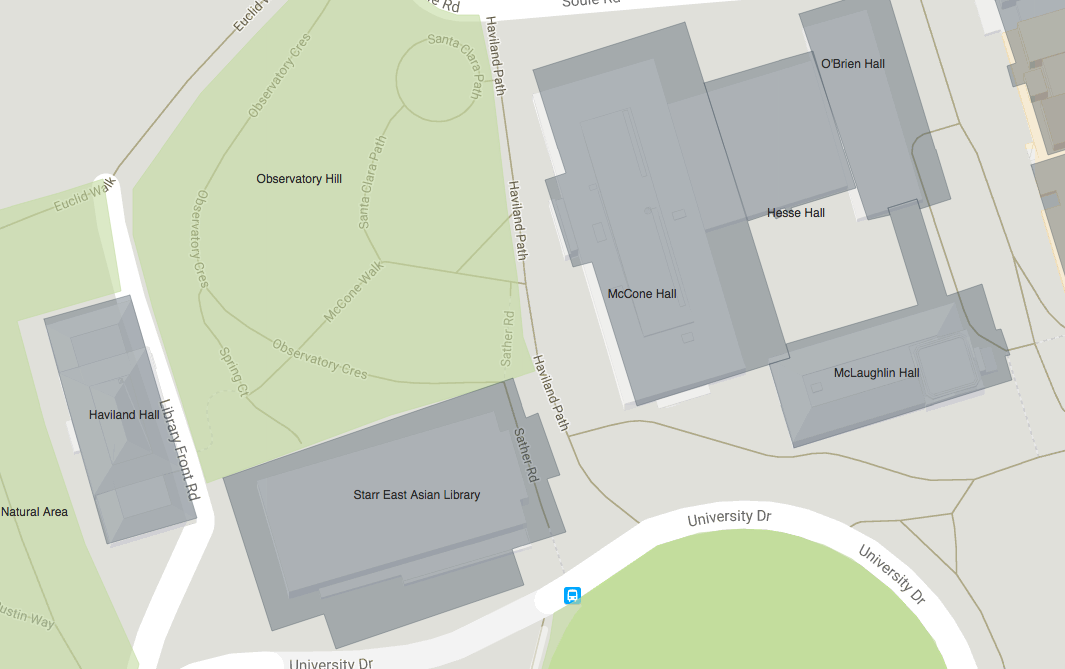 Soule Rd
Euclid
Haviland Path
Santa Clara Path
O'Brien Hall
Observatory Cres
Observatory Hill
Santa Clara Path
Euclid Walk
Haviland Path
Observatory Cres
Hesse Hall
McCone Walk
McCone Hall
Sather Rd
Observatory Cres
Spring Ct
Haviland Path
McLaughlin Hall
Haviland Hall
Library Front Rd
Sather Rd
Starr East Asian Library
Natural Area
University Dr
University Dr
ustin Way
University Dr